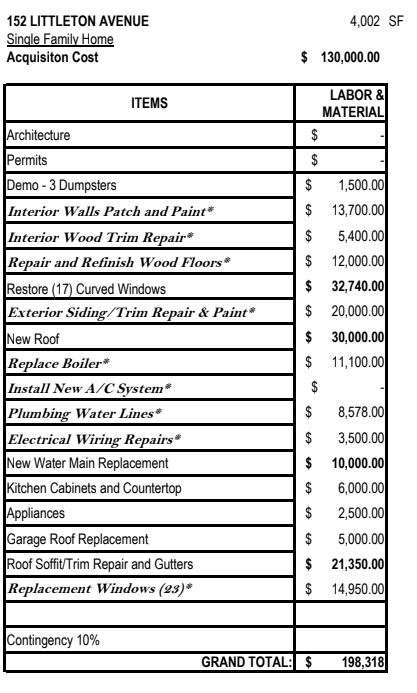 152 LITTLETON AVENUE 4,002 SF
Single Family Home
Acquisiton Cost $ 130,000.00
ITEMS LABOR & MATERIAL
Architecture $ -
Permits $ -
Demo - 3 Dumpsters $ 1,500.00
Interior Walls Patch and Paint* $ 13,700.00
Interior Wood Trim Repair* $ 5,400.00
Repair and Refinish Wood Floors* $ 12,000.00
Restore (17) Curved Windows $ 32,740.00
Exterior Siding/Trim Repair & Paint* $ 20,000.00
New Roof $ 30,000.00
Replace Boiler* $ 11,100.00
Install New A/C System* $ -
Plumbing Water Lines* $ 8,578.00
Electrical Wiring Repairs* $ 3,500.00
New Water Main Replacement $ 10,000.00
Kitchen Cabinets and Countertop $ 6,000.00
Appliances $ 2,500.00
Garage Roof Replacement $ 5,000.00
Roof Soffit/Trim Repair and Gutters $ 21,350.00
Replacement Windows (23)* $ 14,950.00
Contingency 10%
GRAND TOTAL: $ 198,318